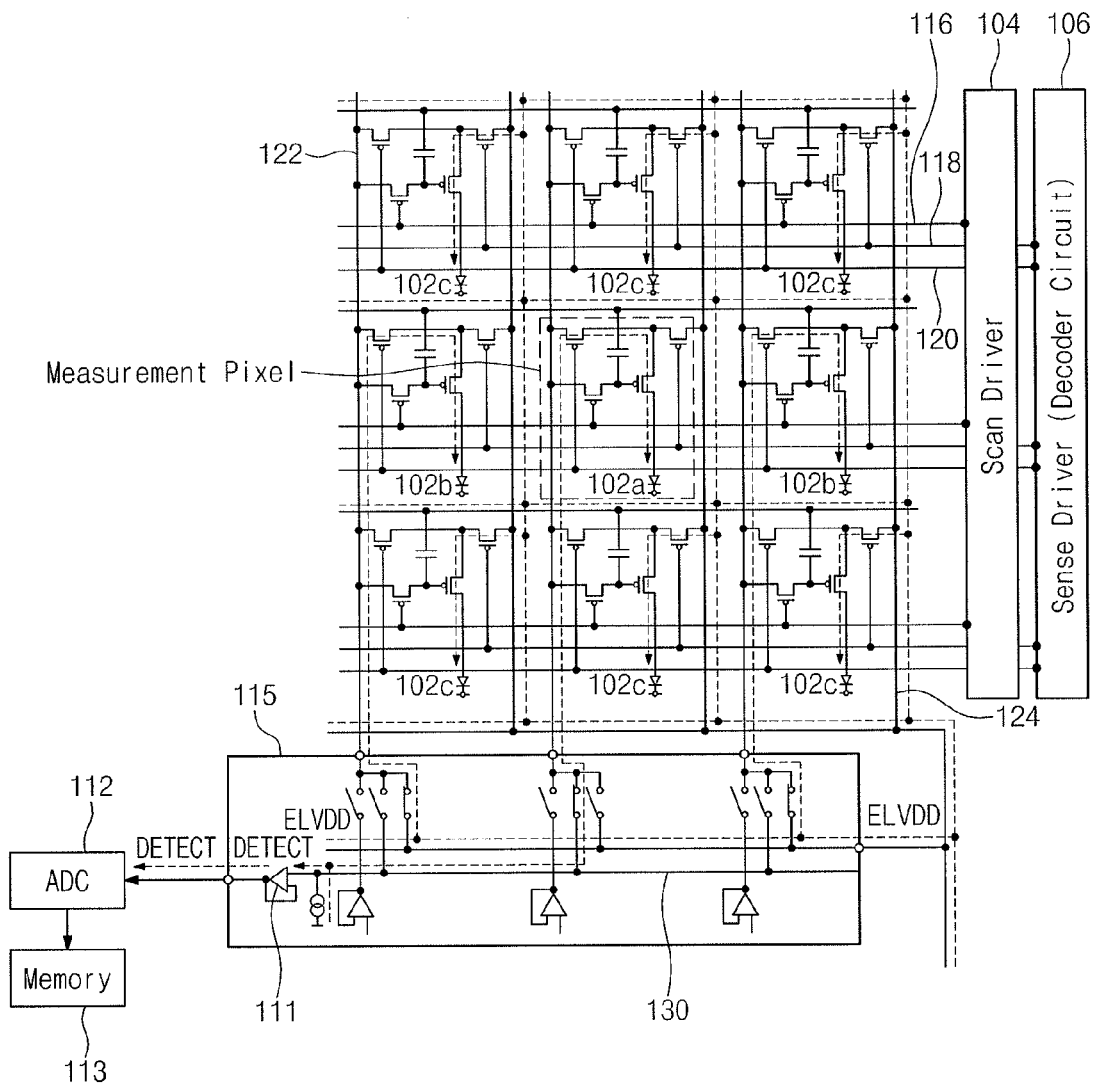 116
104
106
122
118
Scan Driver
Sense Driver (Decoder Circuit)
102c
102c
102c
120
Measurement Pixel
102b
102a
102b
102c
102c
102c
124
115
112
ELVDD
ELVDD
DETECT
DETECT
ADC
Memory
111
130
113